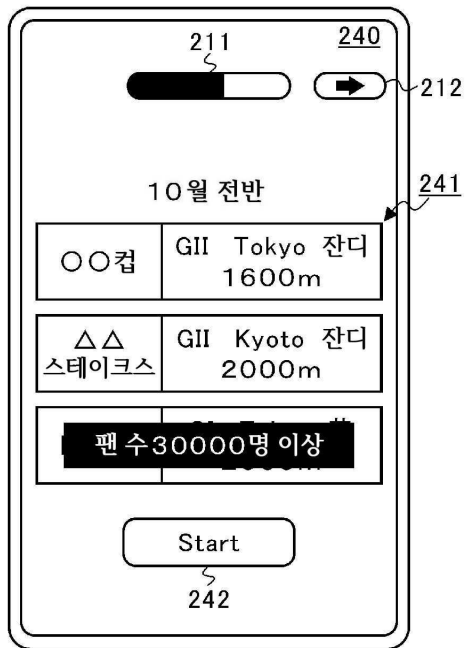 211
240
212
241
10월 전반
○○컵
GII Tokyo 잔디
1600m
△△
스테이크스
GII Kyoto 잔디
2000m
팬 수30000명 이상
Start
242